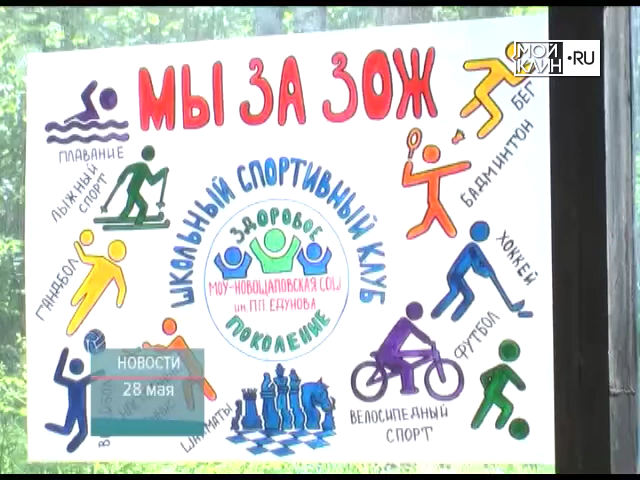 МОЙ
КЛИН
.RU
МЫ ЗА ЗОЖ
ПЛАВАНИЕ
ЛЫЖНЫЙ
СПОРТ
ГАНДБОЛ
БЕГ
БАДМИНТОН
ХОККЕЙ
ФУТБОЛ
ВЕЛОСИПЕДНЫЙ
СПОРТ
ШАХМАТЫ
ШКОЛЬНЫЙ СПОРТИВНЫЙ КЛУБ
ЗДОРОВОЕ
МОУ-НОВОЩАПОВСКАЯ СОШ
им. П.П. ЕДУНОВА
ПОКОЛЕНИЕ
НОВОСТИ
28 мая